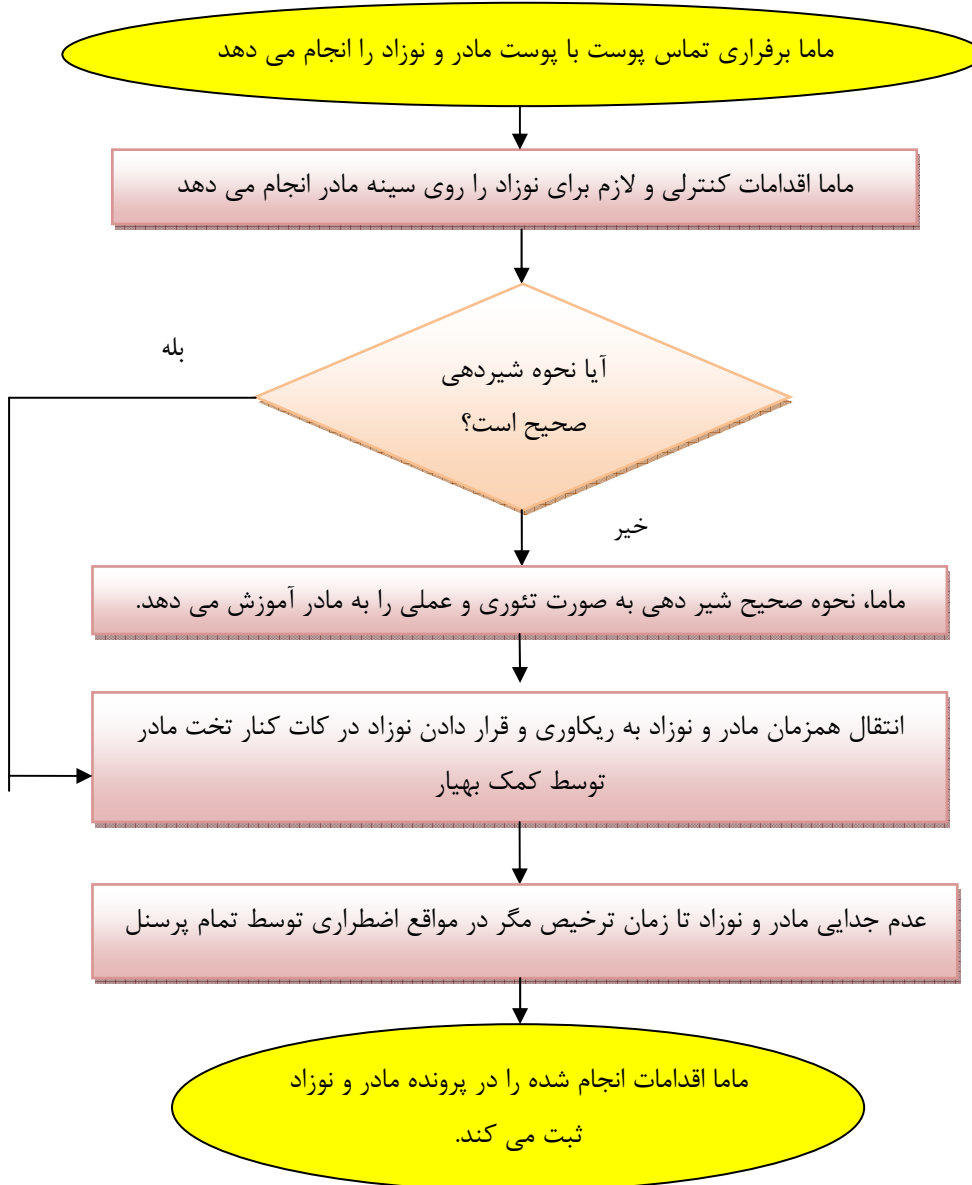 ماما برفراری تماس پوست با پوست مادر و نوزاد را انجام می دهد
ماما اقدامات کنترلی و لازم برای نوزاد را روی سینه مادر انجام می دهد
بله
آیا نحوه شیردهی
صحیح است؟
خیر
ماما، نحوه صحیح شیر دهی به صورت تئوری و عملی را به مادر آموزش می دهد.
انتقال همزمان مادر و نوزاد به ریکاوری و قرار دادن نوزاد در کات کنار تخت مادر
توسط کمک بهیار
عدم جدایی مادر و نوزاد تا زمان ترخیص مگر در مواقع اضطراری توسط تمام پرسنل
ماما اقدامات انجام شده را در پرونده مادر و نوزاد
ثبت می کند.